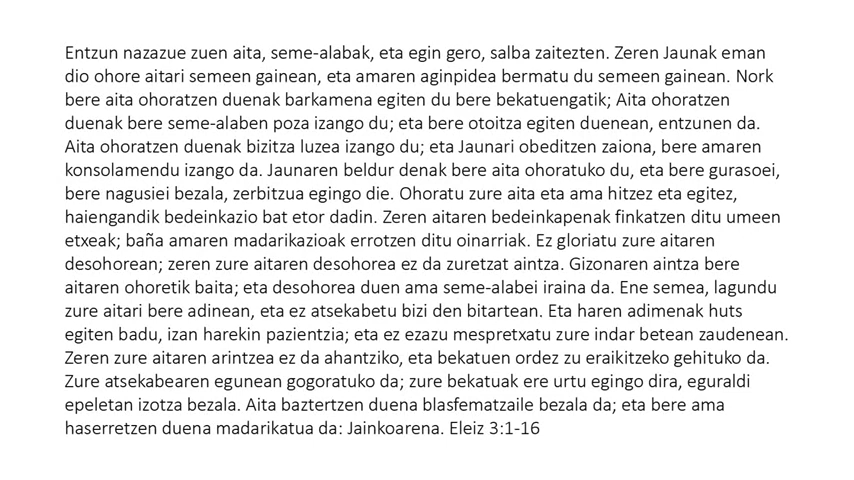 Entzun nazazue zuen aita, seme-alabak, eta egin gero, salba zaitezten. Zeren Jaunak eman
dio ohore aitari semeen gainean, eta amaren aginpidea bermatu du semeen gainean. Nork
bere aita ohoratzen duenak barkamena egiten du bere bekatuengatik; Aita ohoratzen
duenak bere seme-alaben poza izango du; eta bere otoitza egiten duenean, entzunen da.
Aita ohoratzen duenak bizitza luzea izango du; eta Jaunari obeditzen zaiona, bere amaren
konsolamendu izango da. Jaunaren beldur denak bere aita ohoratuko du, eta bere gurasoei,
bere nagusiei bezala, zerbitzua egingo die. Ohoratu zure aita eta ama hitzez eta egitez,
haiengandik bedeinkazio bat etor dadin. Zeren aitaren bedeinkapenak finkatzen ditu umeen
etxeak; baña amaren madarikazioak errotzen ditu oinarriak. Ez gloriatu zure aitaren
desohorean; zeren zure aitaren desohorea ez da zuretzat aintza. Gizonaren aintza bere
aitaren ohoretik baita; eta desohorea duen ama seme-alabei iraina da. Ene semea, lagundu
zure aitari bere adinean, eta ez atsekabetu bizi den bitartean. Eta haren adimenak huts
egiten badu, izan harekin pazientzia; eta ez ezazu mespretxatu zure indar betean zaudenean.
Zeren zure aitaren arintzea ez da ahantziko, eta bekatuen ordez zu eraikitzeko gehituko da.
Zure atsekabearen egunean gogoratuko da; zure bekatuak ere urtu egingo dira, eguraldi
epeletan izotza bezala. Aita baztertzen duena blasfematzaile bezala da; eta bere ama
haserretzen duena madarikatua da: Jainkoarena. Eleiz 3:1-16